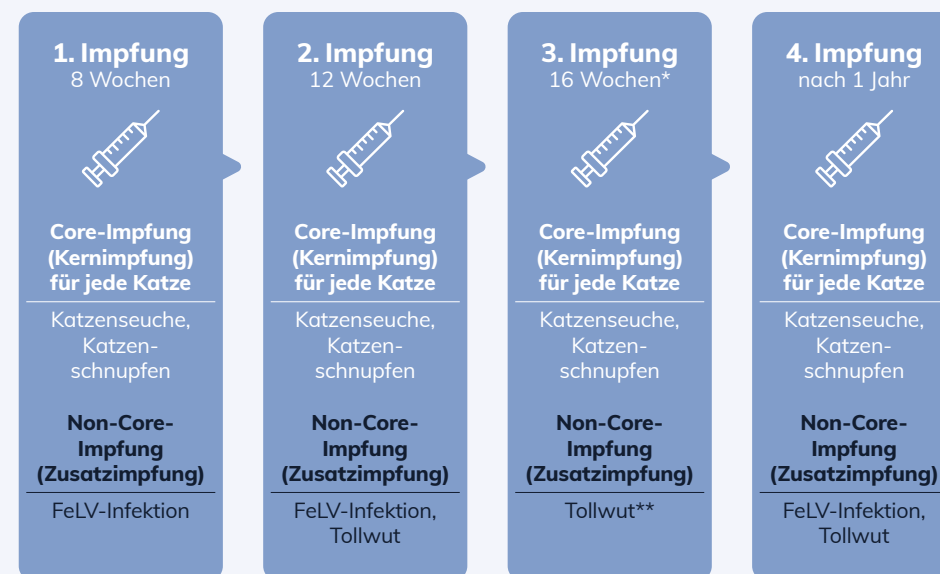 1. Impfung
8 Wochen
Core-Impfung
(Kernimpfung)
für jede Katze
Katzenseuche,
Katzen-
schnupfen
Non-Core-
Impfung
(Zusatzimpfung)
FeLV-Infektion
2. Impfung
12 Wochen
Core-Impfung
(Kernimpfung)
für jede Katze
Katzenseuche,
Katzen-
schnupfen
Non-Core-
Impfung
(Zusatzimpfung)
FeLV-Infektion,
Tollwut
3. Impfung
16 Wochen*
Core-Impfung
(Kernimpfung)
für jede Katze
Katzenseuche,
Katzen-
schnupfen
Non-Core-
Impfung
(Zusatzimpfung)
Tollwut**
4. Impfung
nach 1 Jahr
Core-Impfung
(Kernimpfung)
für jede Katze
Katzenseuche,
Katzen-
schnupfen
Non-Core-
Impfung
(Zusatzimpfung)
FeLV-Infektion,
Tollwut